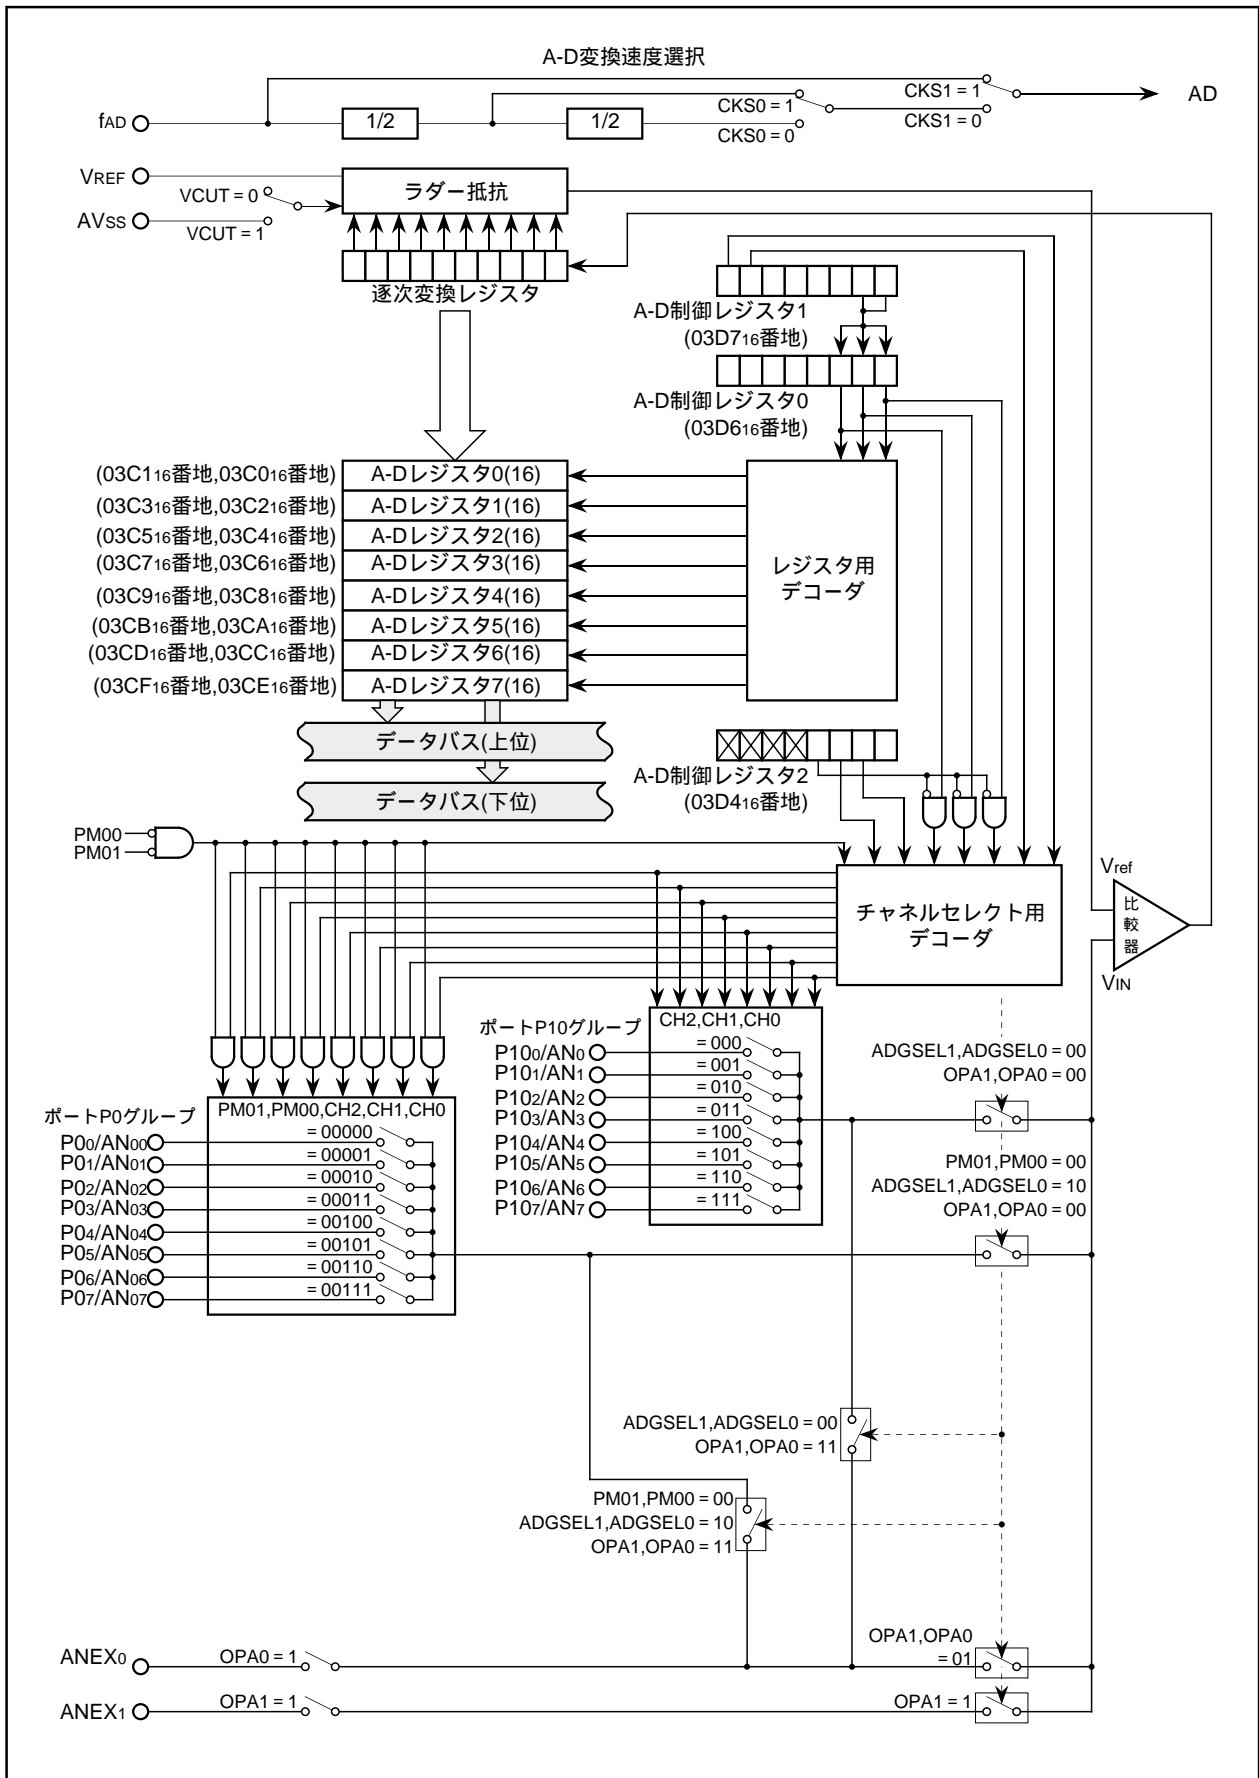 A-D変換速度選択
fAD
1/2
1/2
CKS0 = 1
CKS0 = 0
CKS1 = 1
CKS1 = 0
AD
VREF
AVSS
VCUT = 0
VCUT = 1
ラダー抵抗
逐次変換レジスタ
A-D制御レジスタ1
(03D716番地)
A-D制御レジスタ0
(03D616番地)
(03C116番地,03C016番地) A-Dレジスタ0(16)
(03C316番地,03C216番地) A-Dレジスタ1(16)
(03C516番地,03C416番地) A-Dレジスタ2(16)
(03C716番地,03C616番地) A-Dレジスタ3(16)
(03C916番地,03C816番地) A-Dレジスタ4(16)
(03CB16番地,03CA16番地) A-Dレジスタ5(16)
(03CD16番地,03CC16番地) A-Dレジスタ6(16)
(03CF16番地,03CE16番地) A-Dレジスタ7(16)
レジスタ用
デコーダ
データバス(上位)
データバス(下位)
A-D制御レジスタ2
(03D416番地)
PM00
PM01
チャネルセレクト用
デコーダ
Vref
比較器
VIN
ポートP10グループ
CH2,CH1,CH0
P100/AN0 = 000
P101/AN1 = 001
P102/AN2 = 010
P103/AN3 = 011
P104/AN4 = 100
P105/AN5 = 101
P106/AN6 = 110
P107/AN7 = 111
ADGSEL1,ADGSEL0 = 00
OPA1,OPA0 = 00
ポートP0グループ
PM01,PM00,CH2,CH1,CH0
P00/AN00 = 00000
P01/AN01 = 00001
P02/AN02 = 00010
P03/AN03 = 00011
P04/AN04 = 00100
P05/AN05 = 00101
P06/AN06 = 00110
P07/AN07 = 00111
PM01,PM00 = 00
ADGSEL1,ADGSEL0 = 10
OPA1,OPA0 = 00
ADGSEL1,ADGSEL0 = 00
OPA1,OPA0 = 11
PM01,PM00 = 00
ADGSEL1,ADGSEL0 = 10
OPA1,OPA0 = 11
ANEX0
OPA0 = 1
OPA1,OPA0
= 01
ANEX1
OPA1 = 1
OPA1 = 1